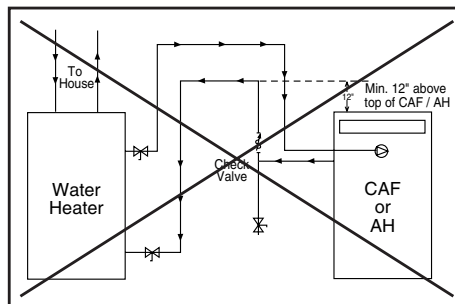 To
House
Min. 12" above
top of CAF / AH
12"
Check
Valve
Water
Heater
CAF
or
AH